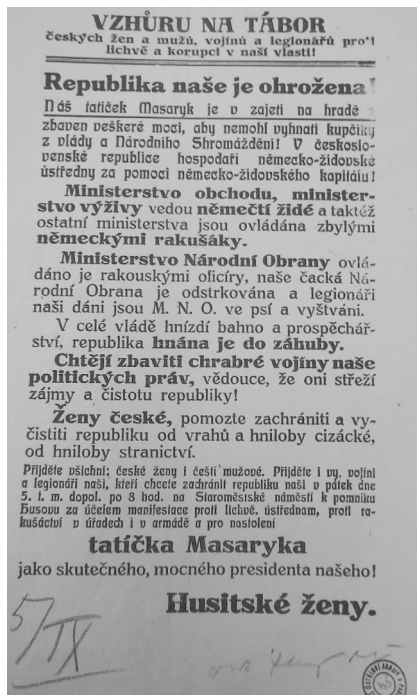 VZHŮRU NA TÁBOR
českých žen a mužů, vojínů a legionářů proti
lichvě a korupci v naší vlasti!
Republika naše je ohrožena!
Náš tatíček Masaryk je v zajetí na hradě
zbaven veškeré moci, aby nemohl vyhnati kupčíky
z vlády a Národního Shromáždění! V českoslo-
venské republice hospodaří německo-židovské
ústředny za pomoci německo-židovského kapitálu!
Ministerstvo obchodu, minister-
stvo výživy vedou němečtí židé a taktéž
ostatní ministerstva jsou ovládána zbylými
německými rakušáky.
Ministerstvo Národní Obrany ovlá-
dáno je rakouskými oficíry, naše čacká Ná-
rodní Obrana je odstrkována a legionáři
naši dáni jsou M. N. O. ve psí a vyštváni.
V celé vládě hnízdí bahno a prospěchář-
ství, republika hnána je do záhuby.
Chtějí zbaviti chrabré vojíny naše
politických práv, vědouce, že oni střeží
zájmy a čistotu republiky!
Ženy české, pomozte zachrániti a vy-
čistiti republiku od vrahů a hniloby cizácké,
od hniloby stranictví.
Přijďte všichni: české ženy i čeští mužové. Přijďte i vy, vojíni
a legionáři naši, kteří chcete zachrániti republiku naši v pátek dne
5. t. m. dopol. po 8 hod. na Staroměstské náměstí k pomníku
Husovu za účelem manifestace proti lichvě. ústřednam, proti ra-
kušáctví v úřadech i v armádě a pro nastolení
tatíčka Masaryka
jako skutečného, mocného presidenta našeho!
Husitské ženy.
5/IX